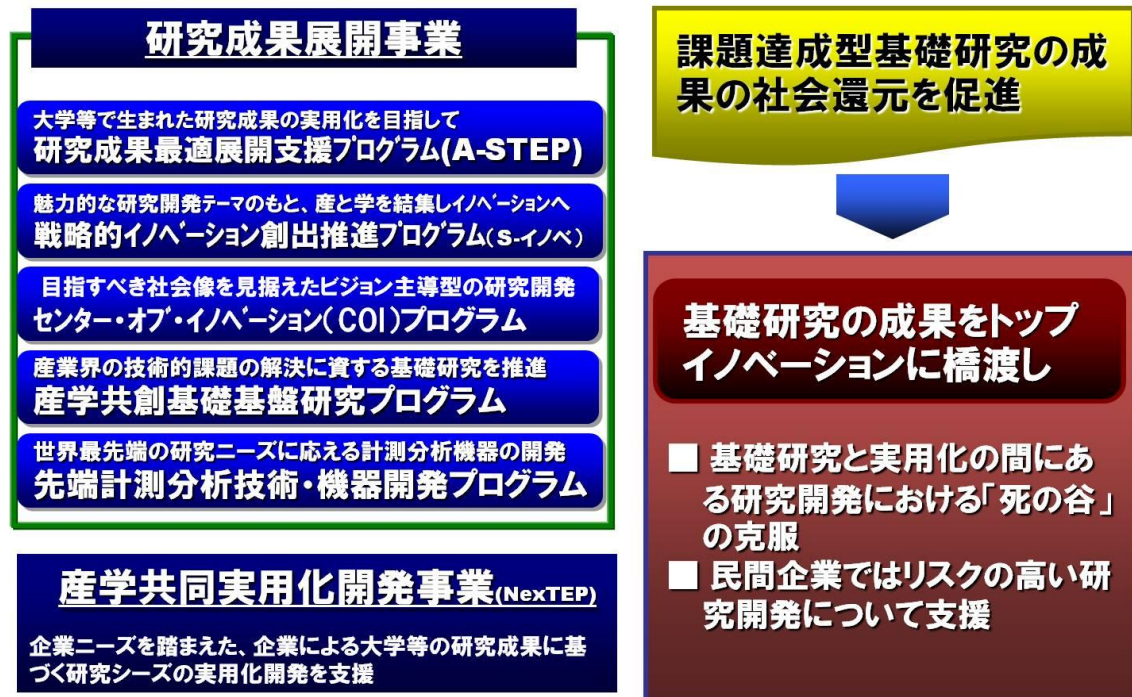 研究成果展開事業
大学等で生まれた研究成果の実用化を目指して
研究成果最適展開支援プログラム(A-STEP)
魅力的な研究開発テーマのもと、産と学を結集しイノベーションへ
戦略的イノベーション創出推進プログラム(S-イノベ)
目指すべき社会像を見据えたビジョン主導型の研究開発
センター・オブ・イノベーション(COI)プログラム
産業界の技術的課題の解決に資する基礎研究を推進
産学共創基礎基盤研究プログラム
世界最先端の研究ニーズに応える計測分析機器の開発
先端計測分析技術・機器開発プログラム
産学共同実用化開発事業(NexTEP)
企業ニーズを踏まえた、企業による大学等の研究成果に基
づく研究シーズの実用化開発を支援
課題達成型基礎研究の成
果の社会還元を促進
基礎研究の成果をトップ
イノベーションに橋渡し
■ 基礎研究と実用化の間にあ
る研究開発における「死の谷」
の克服
■ 民間企業ではリスクの高い研
究開発について支援